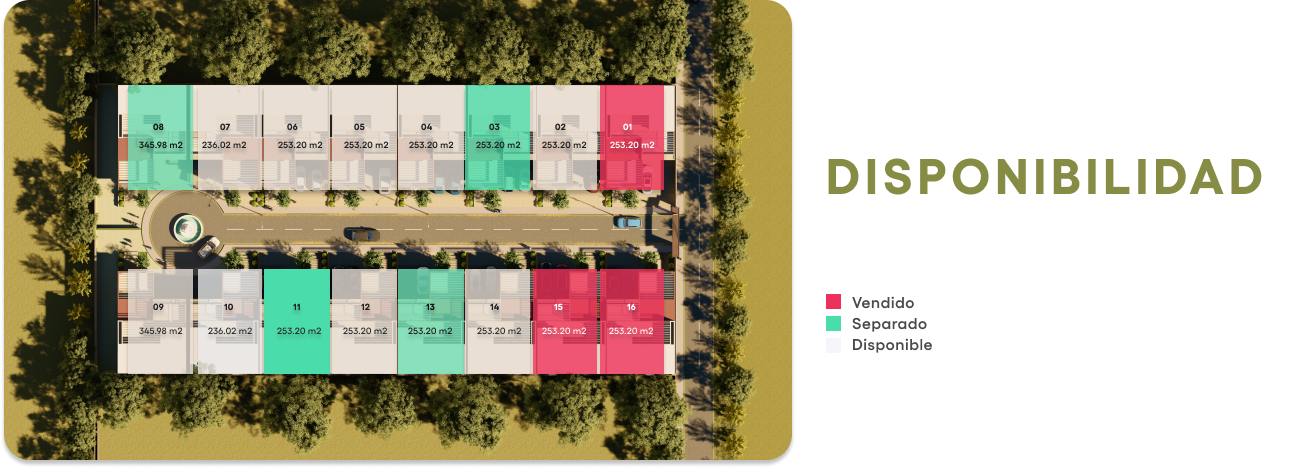 08 07 06 05 04 03 02 01
345.98 m2 236.02 m2 253.20 m2 253.20 m2 253.20 m2 253.20 m2 253.20 m2 253.20 m2
09 10 11 12 13 14 15 16
345.98 m2 236.02 m2 253.20 m2 253.20 m2 253.20 m2 253.20 m2 253.20 m2 253.20 m2
DISPONIBILIDAD
Vendido
Separado
Disponible